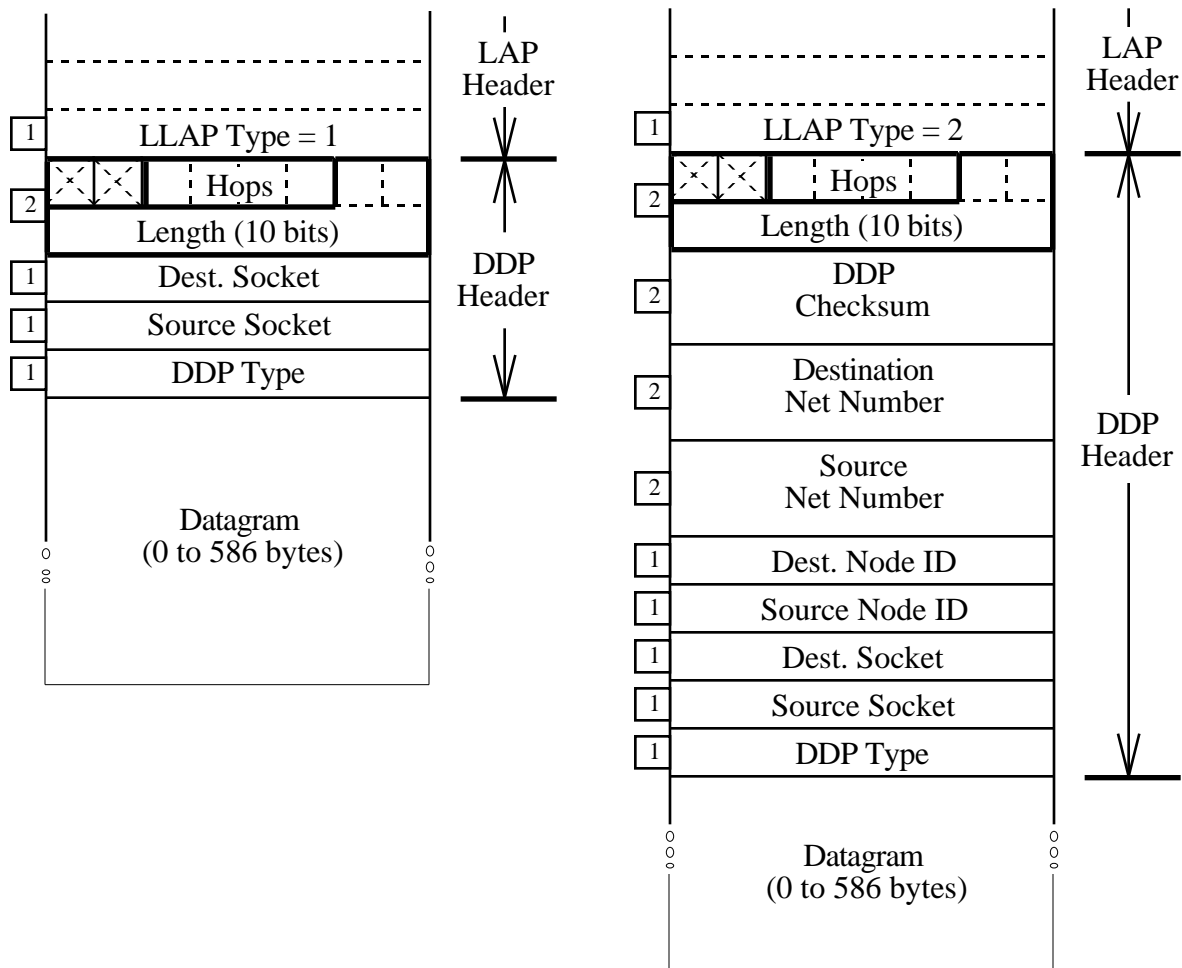 LAP
Header
1
LLAP Type = 1
Hops
2
Length (10 bits)
1
Dest. Socket
DDP
Header
1
Source Socket
1
DDP Type
Datagram
(0 to 586 bytes)
LAP
Header
1
LLAP Type = 2
Hops
2
Length (10 bits)
2
DDP
Checksum
2
Destination
Net Number
DDP
Header
2
Source
Net Number
1
Dest. Node ID
1
Source Node ID
1
Dest. Socket
1
Source Socket
1
DDP Type
Datagram
(0 to 586 bytes)